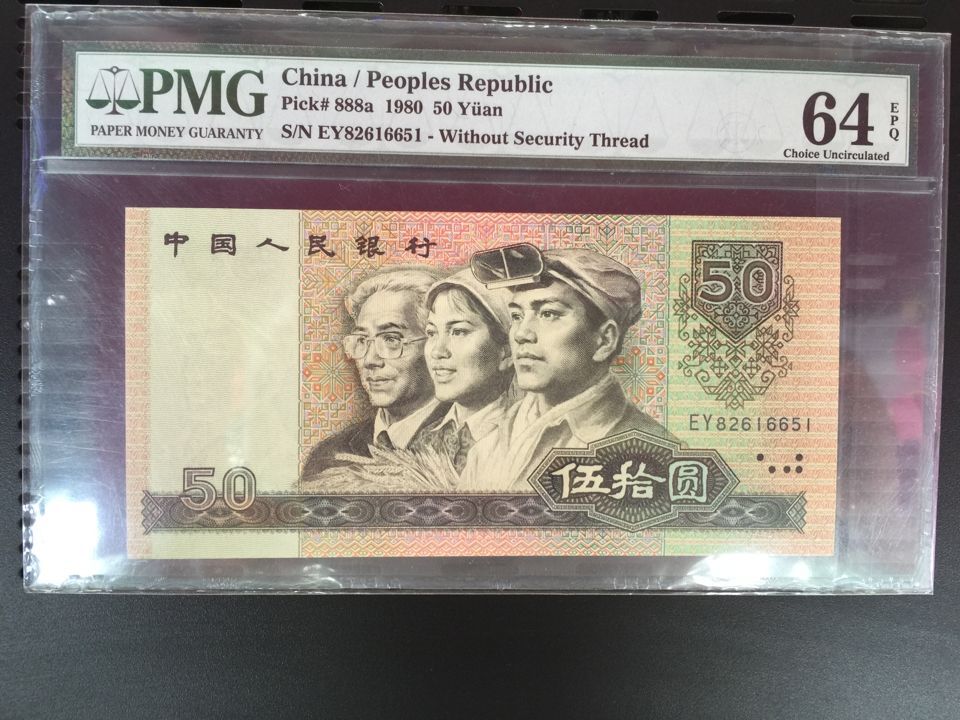 PMG
PAPER MONEY GUARANTY
China / Peoples Republic
Pick# 888a 1980 50 Yüan
S/N EY82616651 - Without Security Thread
64
EPQ
Choice Uncirculated
中国人民银行
50
EY82616651
50
伍拾圆